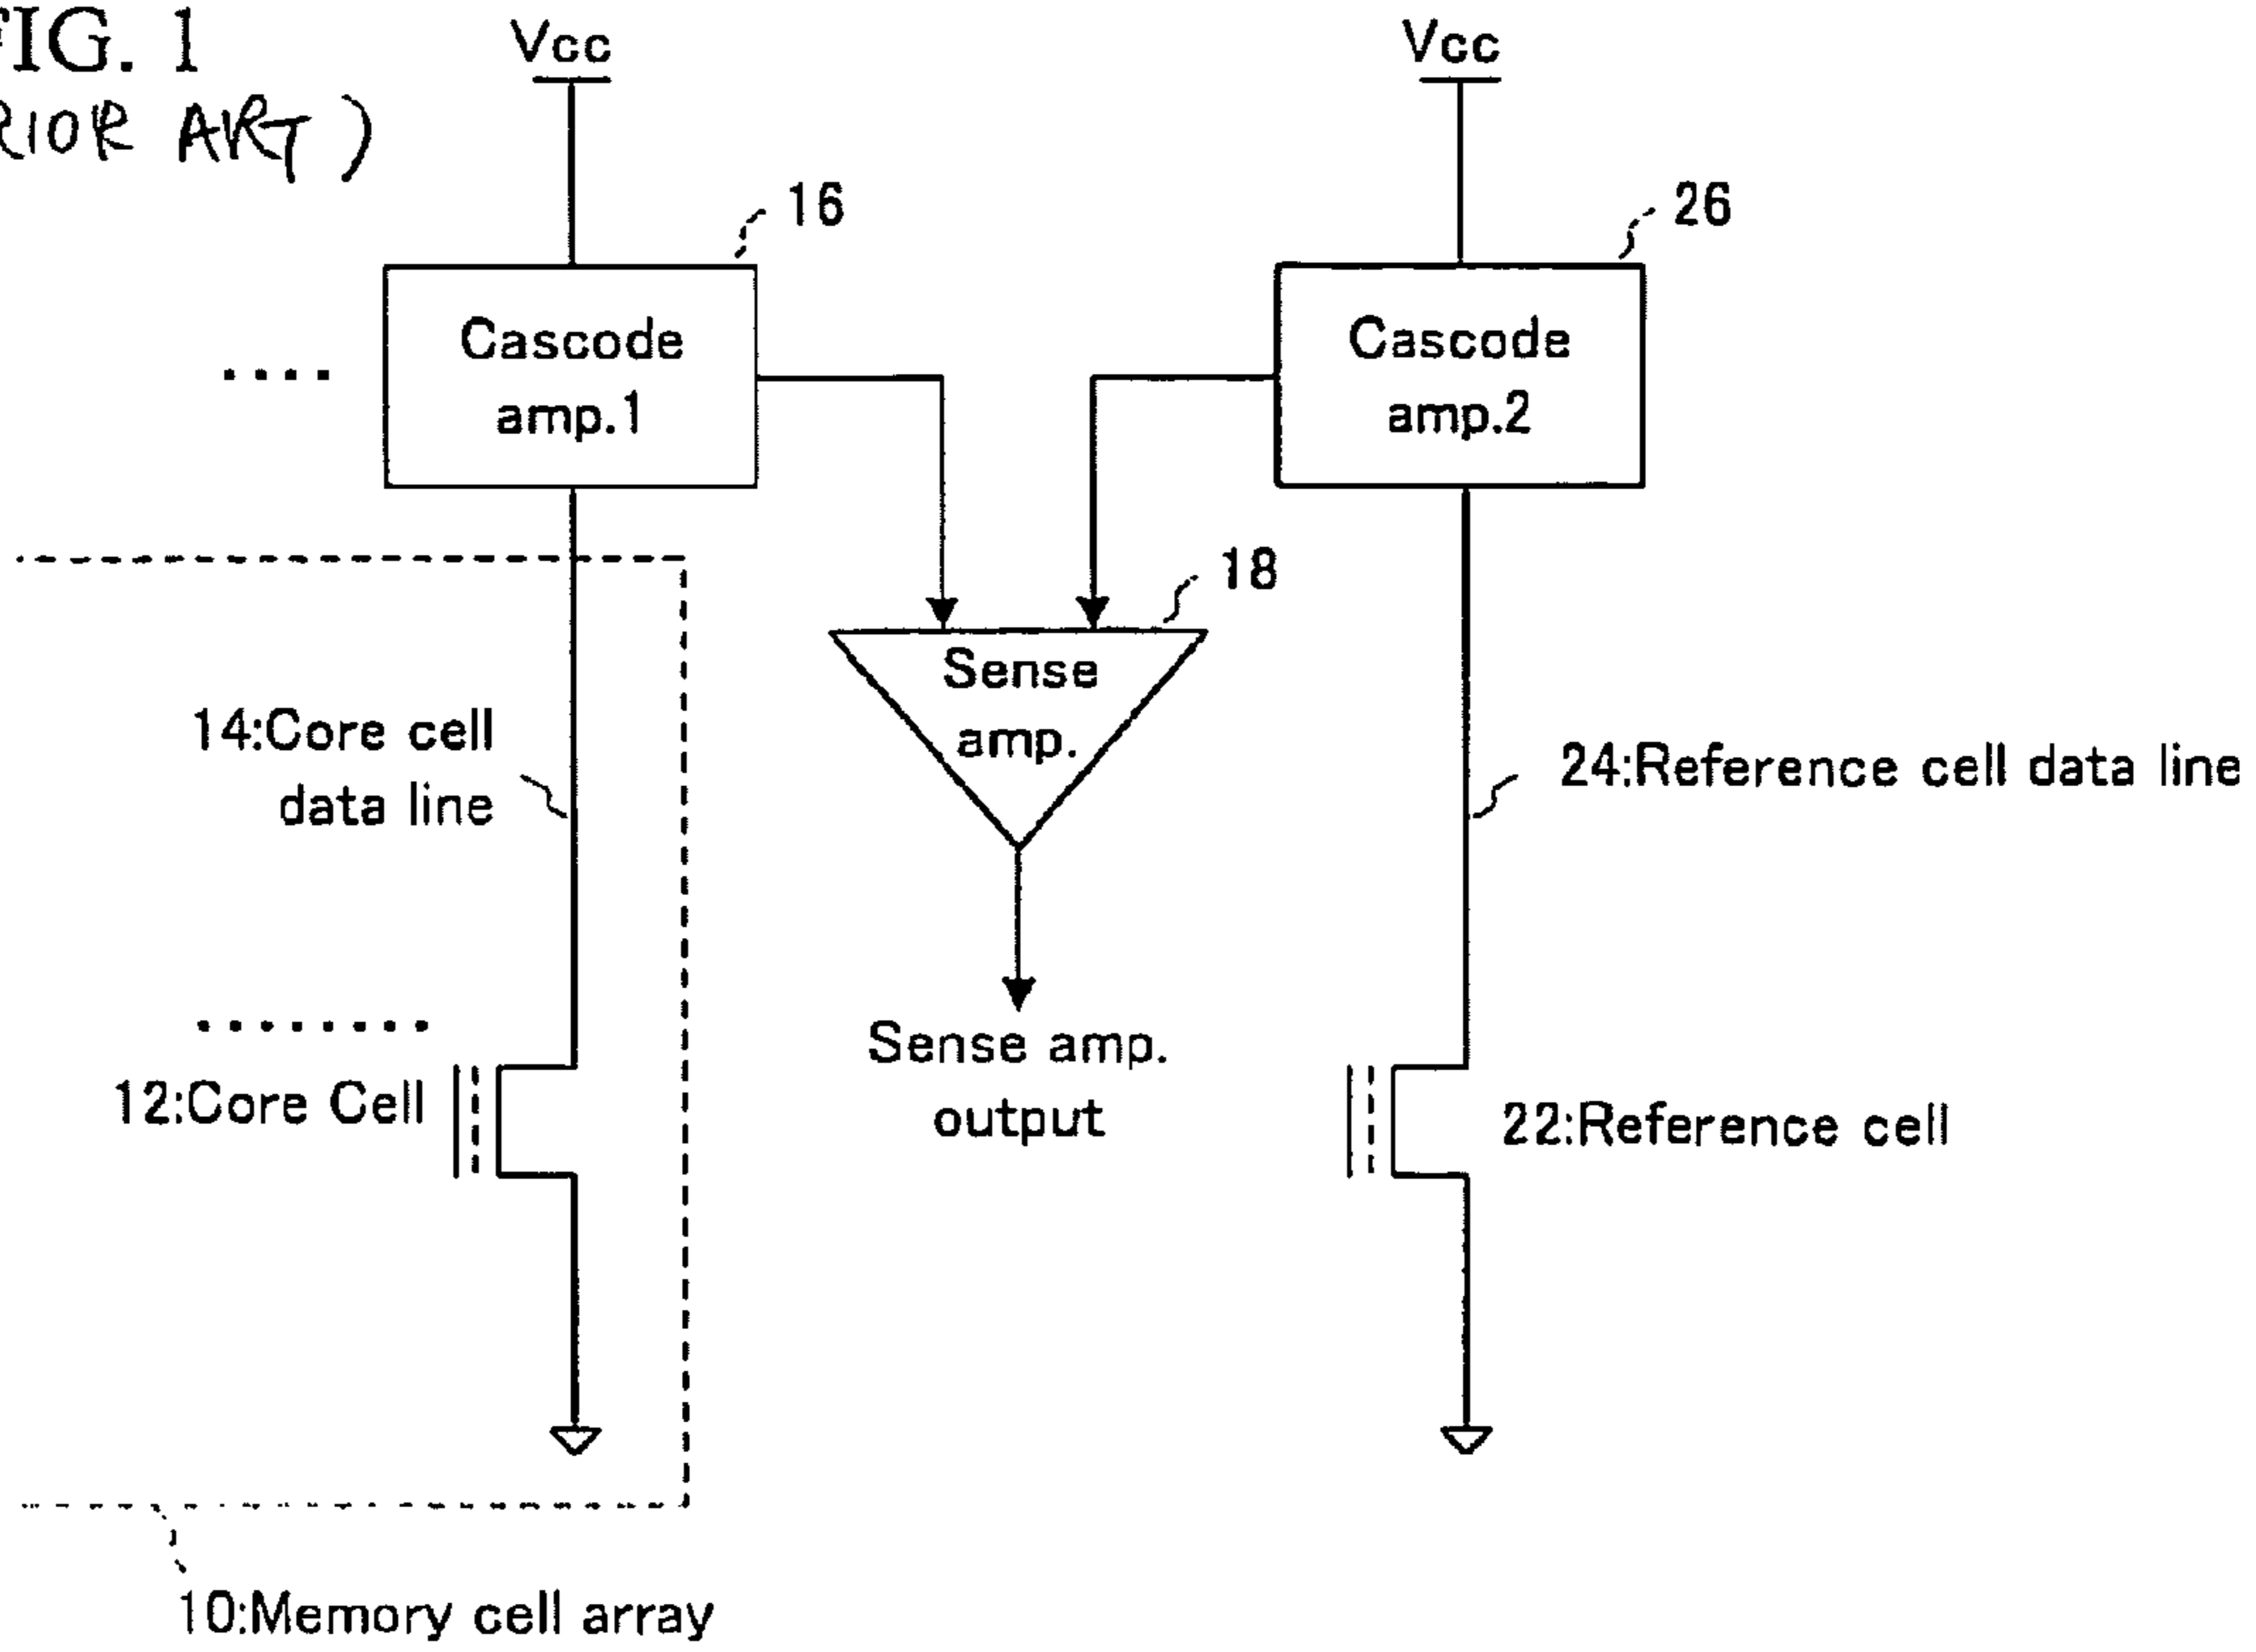 FIG. 1
RIOR ART )
Vcc
Vcc
16
26
Cascode
amp.1
Cascode
amp.2
18
Sense
amp.
14:Core cell
data line
24:Reference cell data line
Sense amp.
output
12:Core Cell
22:Reference cell
10:Memory cell array